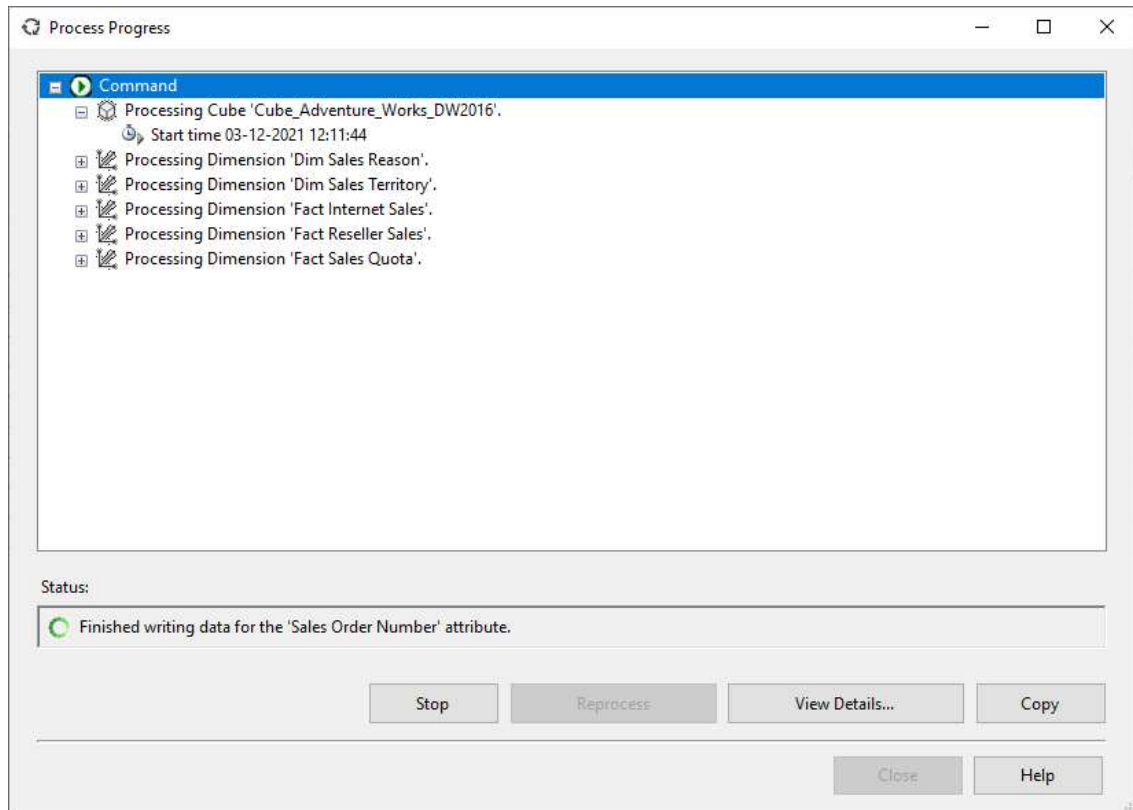 Process Progress
Command
Processing Cube 'Cube_Adventure_Works_DW2016'.
Start time 03-12-2021 12:11:44
Processing Dimension 'Dim Sales Reason'.
Processing Dimension 'Dim Sales Territory'.
Processing Dimension 'Fact Internet Sales'.
Processing Dimension 'Fact Reseller Sales'.
Processing Dimension 'Fact Sales Quota'.
Status:
Finished writing data for the 'Sales Order Number' attribute.
Stop Reprocess View Details... Copy
Close Help